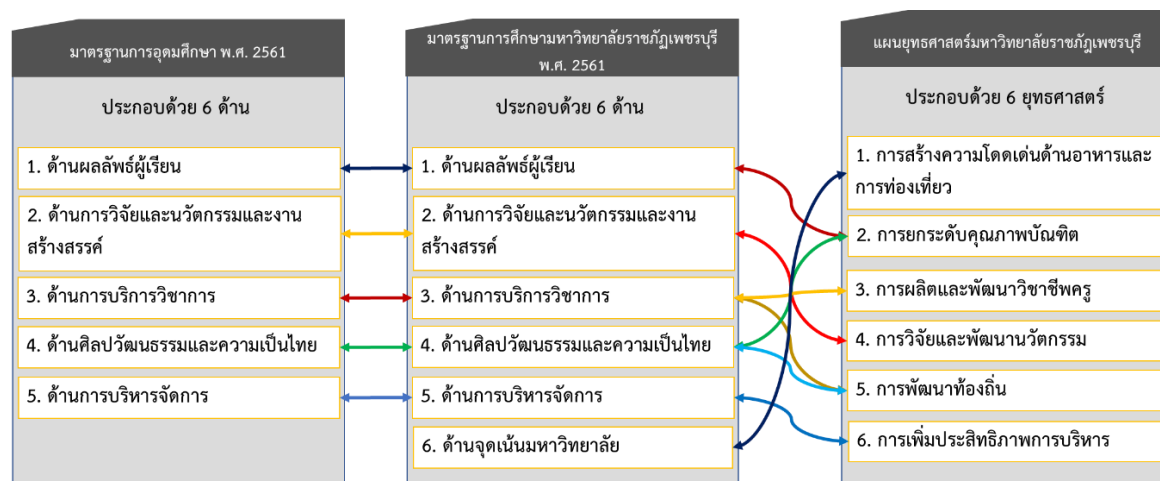 มาตรฐานการอุดมศึกษา พ.ศ. 2561
ประกอบด้วย 6 ด้าน
1. ด้านผลลัพธ์ผู้เรียน
2. ด้านการวิจัยและนวัตกรรมและงาน
สร้างสรรค์
3. ด้านการบริการวิชาการ
4. ด้านศิลปวัฒนธรรมและความเป็นไทย
5. ด้านการบริหารจัดการ
มาตรฐานการศึกษามหาวิทยาลัยราชภัฏเพชรบุรี
พ.ศ. 2561
ประกอบด้วย 6 ด้าน
1. ด้านผลลัพธ์ผู้เรียน
2. ด้านการวิจัยและนวัตกรรมและงาน
สร้างสรรค์
3. ด้านการบริการวิชาการ
4. ด้านศิลปวัฒนธรรมและความเป็นไทย
5. ด้านการบริหารจัดการ
6. ด้านจุดเน้นมหาวิทยาลัย
แผนยุทธศาสตร์มหาวิทยาลัยราชภัฏเพชรบุรี
ประกอบด้วย 6 ยุทธศาสตร์
1. การสร้างความโดดเด่นด้านอาหารและ
การท่องเที่ยว
2. การยกระดับคุณภาพบัณฑิต
3. การผลิตและพัฒนาวิชาชีพครู
4. การวิจัยและพัฒนานวัตกรรม
5. การพัฒนาท้องถิ่น
6. การเพิ่มประสิทธิภาพการบริหาร